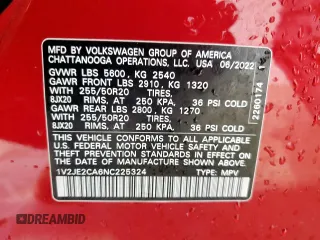 MFD BY VOLKSWAGEN GROUP OF AMERICA
CHATTANOOGA OPERATIONS, LLC. USA 06/2022
GVWR LBS 5600, KG 2540
GAWR FRONT LBS 2910, KG 1320
WITH 255/50R20 TIRES,
8JX20 RIMS, AT 250 KPA. 36 PSI COLD
GAWR REAR LBS 2800, KG 1270
WITH 255/50R20 TIRES,
8JX20 RIMS, AT 250 KPA. 36 PSI COLD
THIS VEHICLE CONFORMS TO ALL APPLICABLE
FEDERAL MOTOR VEHICLE SAFETY STANDARDS IN
EFFECT ON THE DATE OF MANUFACTURE SHOWN ABOVE.
1V2JE2CA6NC225324 TYPE: MPV
2260174
DREAMBID